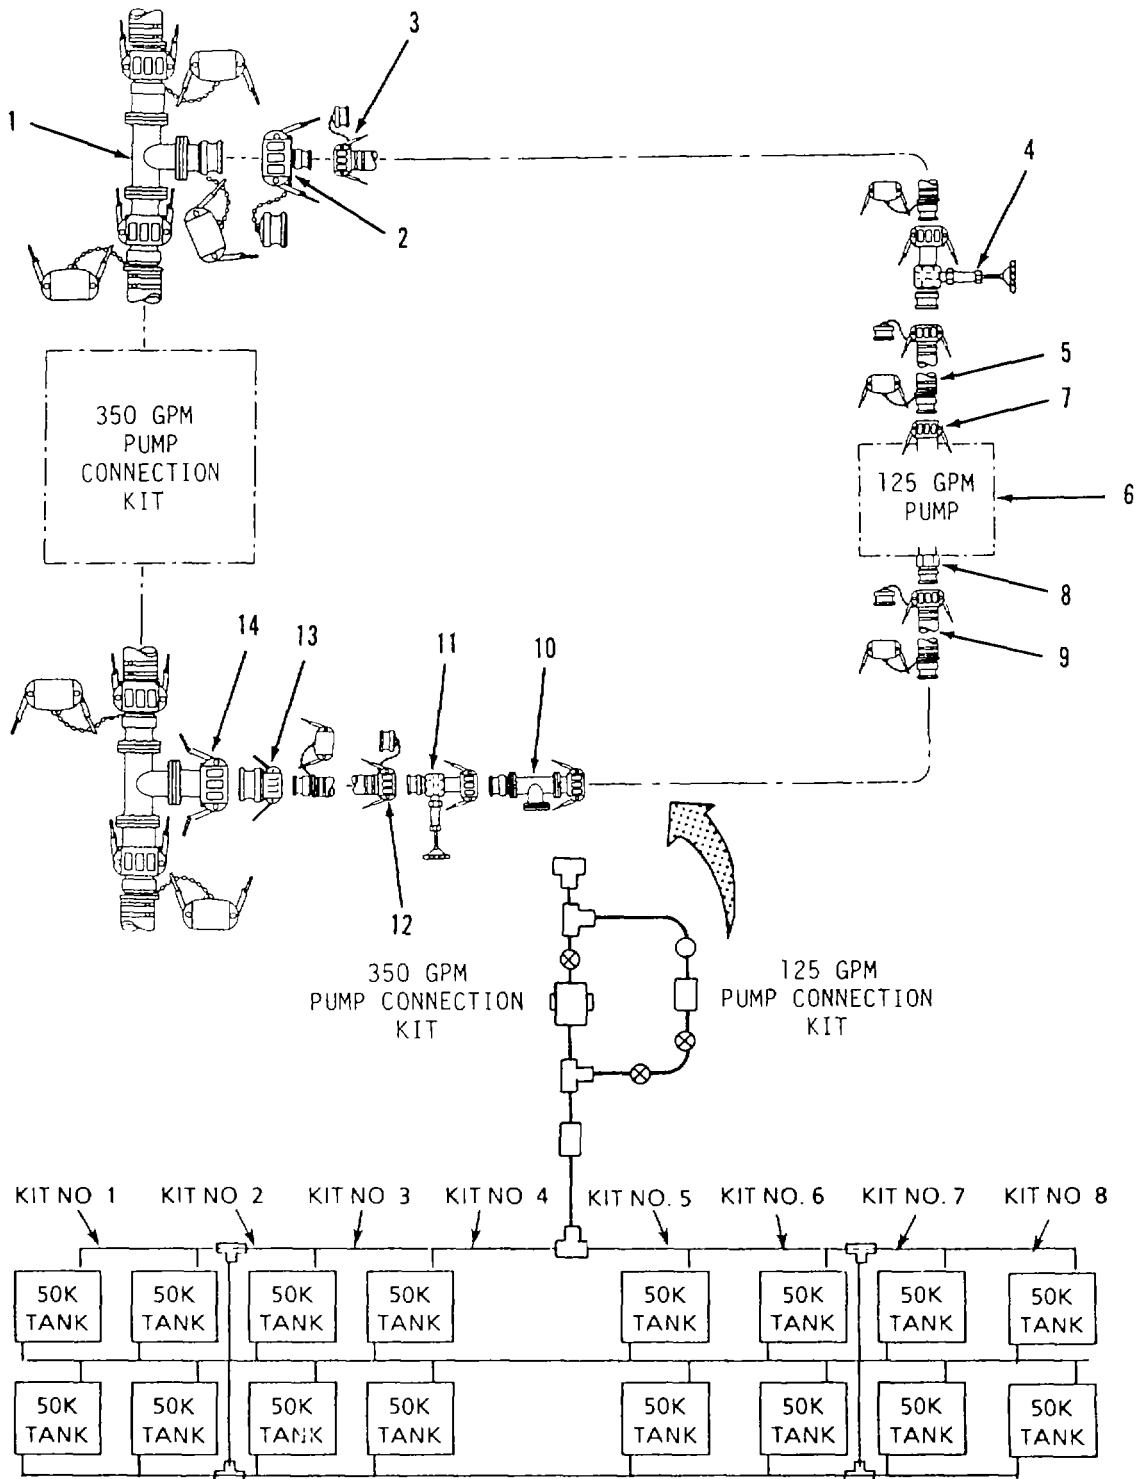 3
1
4
2
5
7
350 GPM
PUMP
CONNECTION
KIT
125 GPM
PUMP
6
8
9
14
13
11
10
12
350 GPM
PUMP CONNECTION
KIT
125 GPM
PUMP CONNECTION
KIT
KIT NO 1
KIT NO 2
KIT NO 3
KIT NO 4
KIT NO. 5
KIT NO. 6
KIT NO. 7
KIT NO 8
50K
TANK
50K
TANK
50K
TANK
50K
TANK
50K
TANK
50K
TANK
50K
TANK
50K
TANK
50K
TANK
50K
TANK
50K
TANK
50K
TANK
50K
TANK
50K
TANK
50K
TANK
50K
TANK